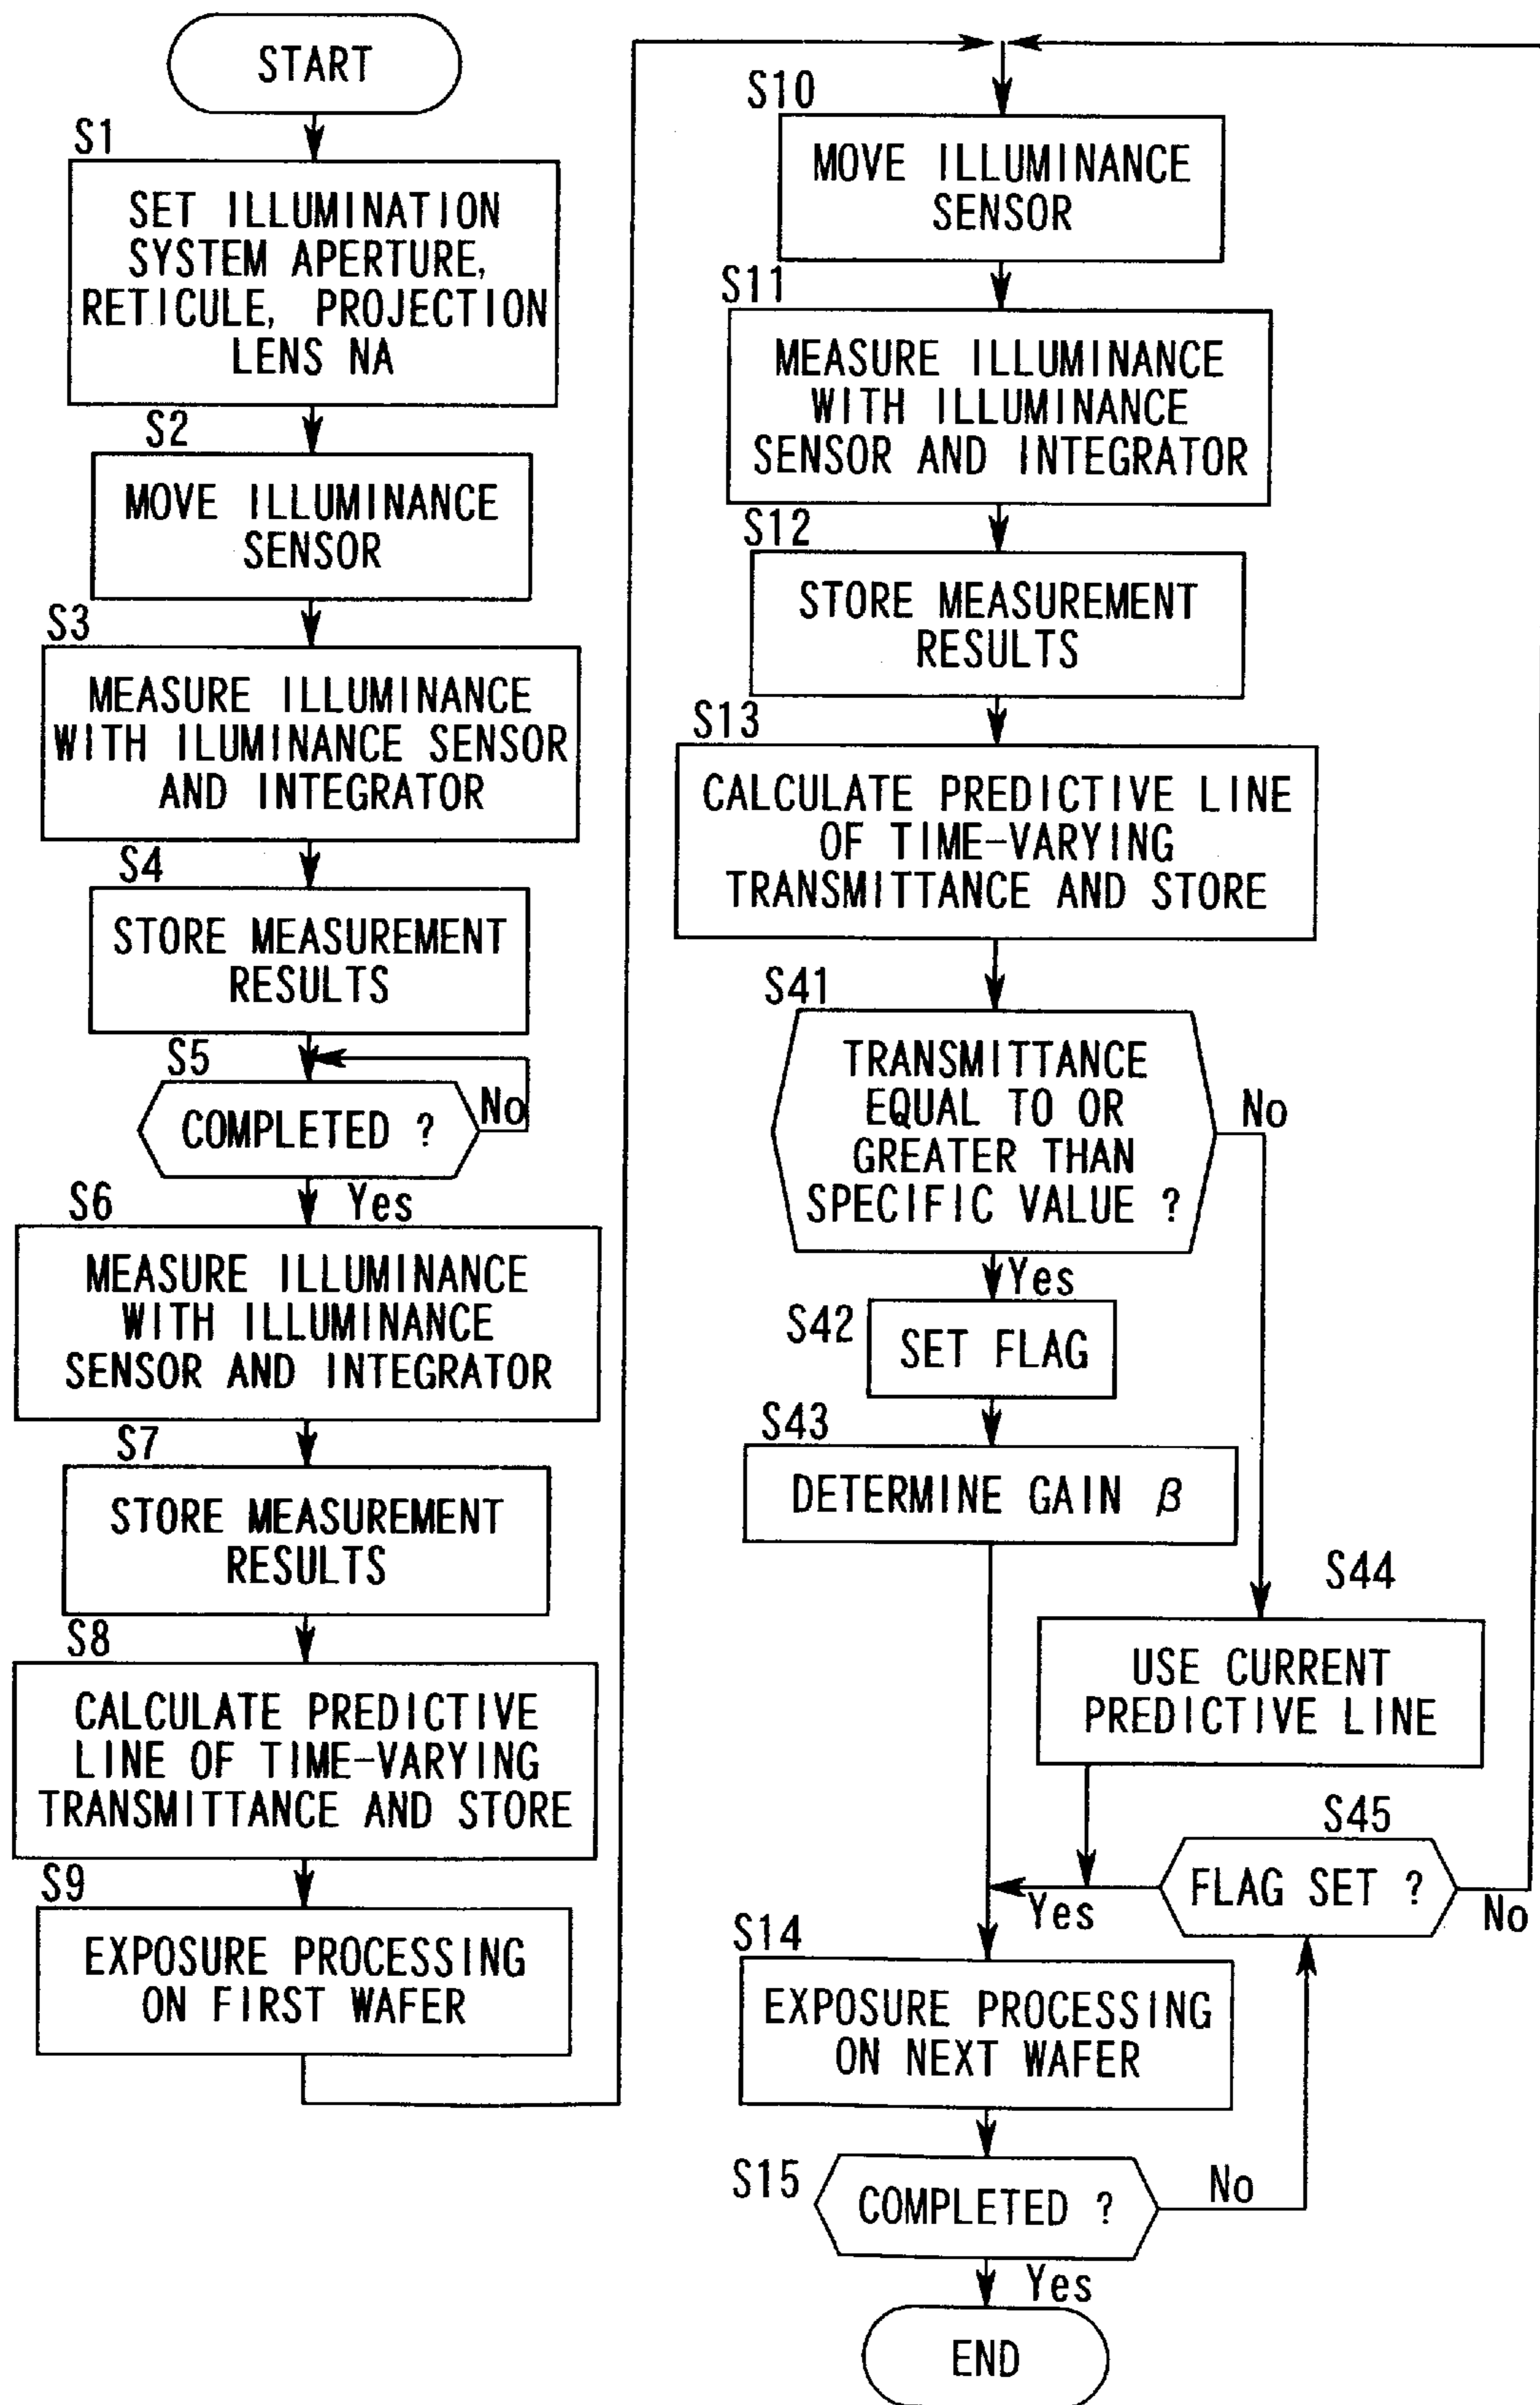 START
S1
SET ILLUMINATION
SYSTEM APERTURE,
RETICULE, PROJECTION
LENS NA
S2
MOVE ILLUMINANCE
SENSOR
S3
MEASURE ILLUMINANCE
WITH ILUMINANCE SENSOR
AND INTEGRATOR
S4
STORE MEASUREMENT
RESULTS
S5
COMPLETED ?
No
Yes
S6
MEASURE ILLUMINANCE
WITH ILLUMINANCE
SENSOR AND INTEGRATOR
S7
STORE MEASUREMENT
RESULTS
S8
CALCULATE PREDICTIVE
LINE OF TIME-VARYING
TRANSMITTANCE AND STORE
S9
EXPOSURE PROCESSING
ON FIRST WAFER
S10
MOVE ILLUMINANCE
SENSOR
S11
MEASURE ILLUMINANCE
WITH ILLUMINANCE
SENSOR AND INTEGRATOR
S12
STORE MEASUREMENT
RESULTS
S13
CALCULATE PREDICTIVE LINE
OF TIME-VARYING
TRANSMITTANCE AND STORE
S41
TRANSMITTANCE
EQUAL TO OR
GREATER THAN
SPECIFIC VALUE ?
No
Yes
S42
SET FLAG
S43
DETERMINE GAIN β
S44
USE CURRENT
PREDICTIVE LINE
S45
FLAG SET ?
Yes
No
S14
EXPOSURE PROCESSING
ON NEXT WAFER
S15
COMPLETED ?
No
Yes
END